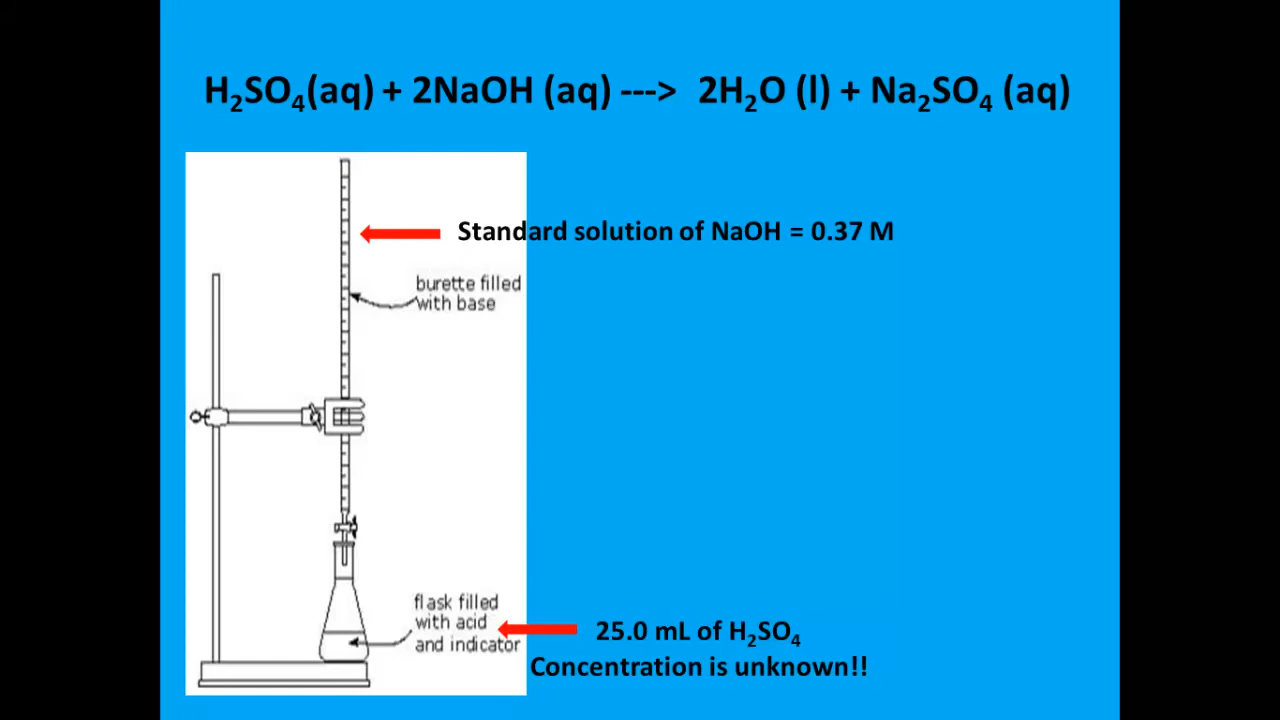 H₂SO₄(aq) + 2NaOH (aq) ---> 2H₂O (l) + Na₂SO₄ (aq)
Standard solution of NaOH = 0.37 M
burette filled
with base
flask filled
with acid
and indicator
25.0 mL of H₂SO₄
Concentration is unknown!!